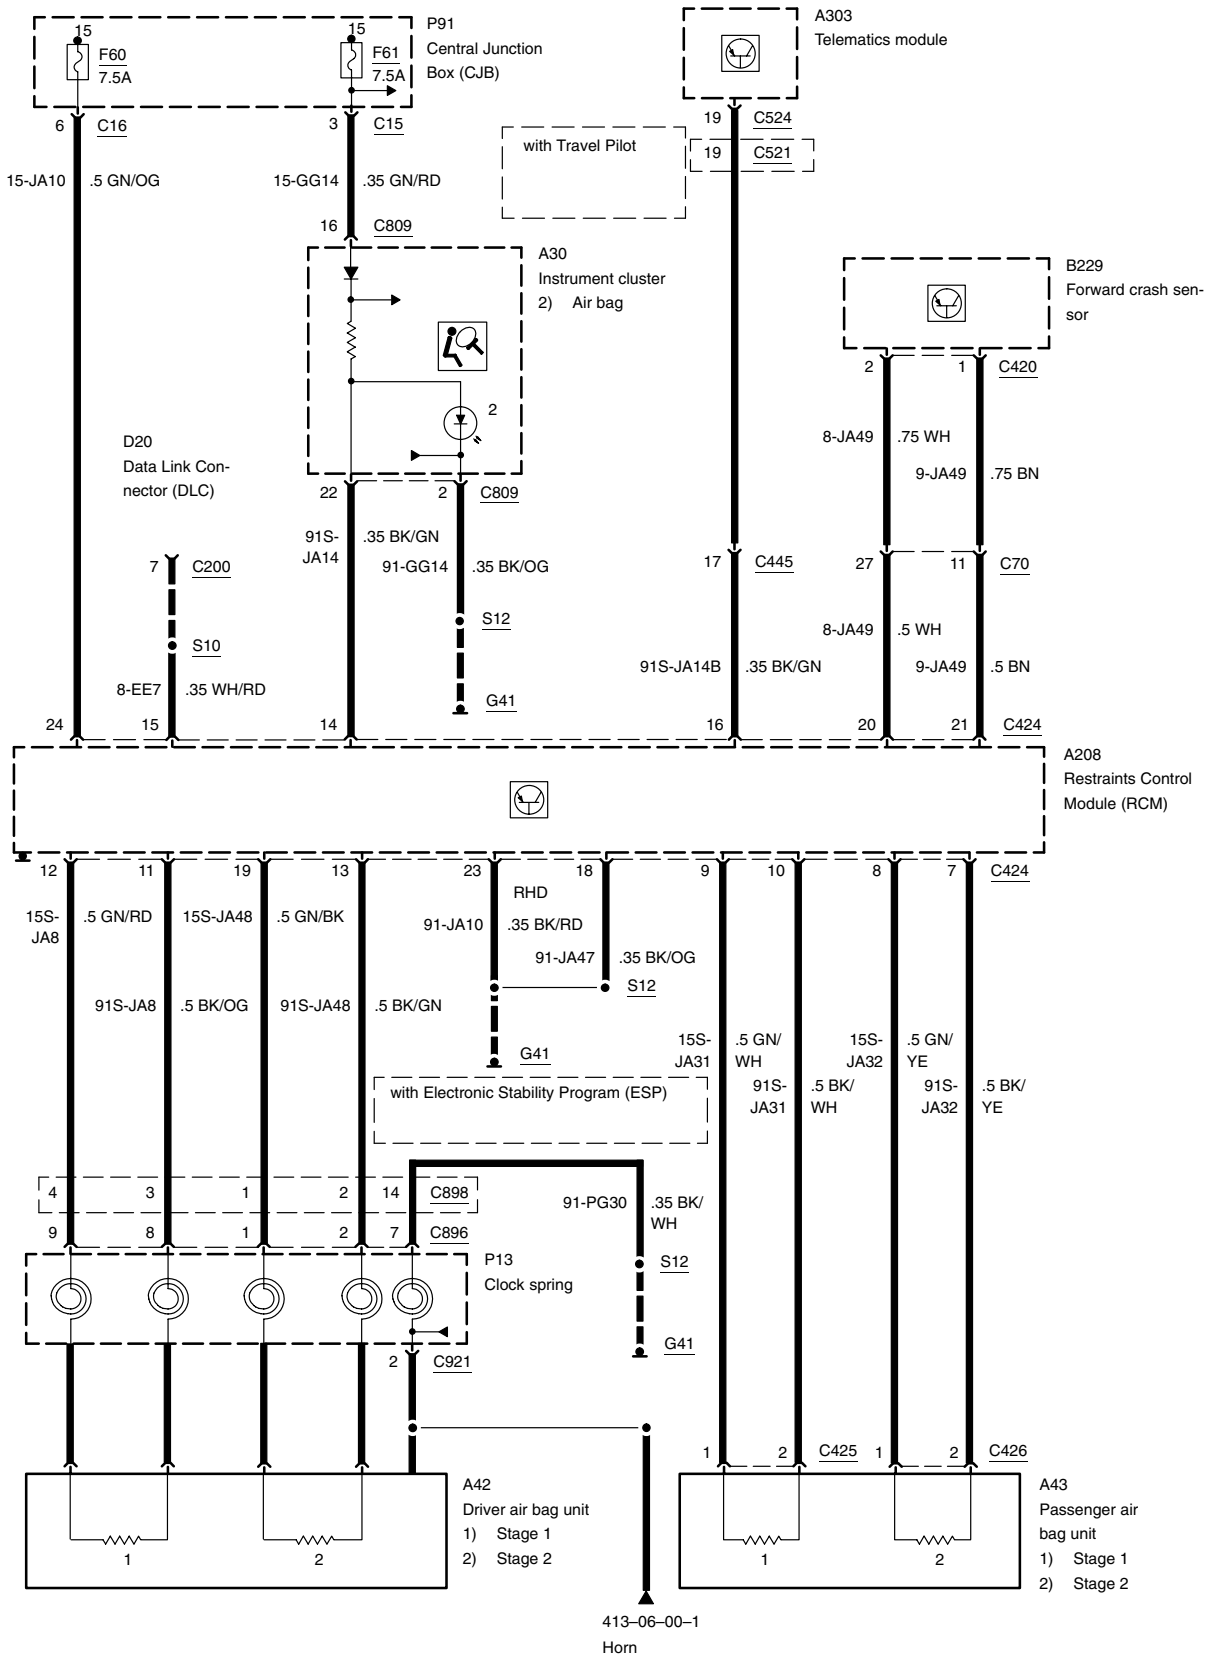 15
F60
7.5A
15
F61
7.5A
P91
Central Junction
Box (CJB)
A303
Telematics module
6 C16
3 C15
19 C524
with Travel Pilot
19 C521
15-JA10 .5 GN/OG
15-GG14 .35 GN/RD
16 C809
A30
Instrument cluster
2) Air bag
B229
Forward crash sen-
sor
2 1 C420
2
D20
Data Link Con-
nector (DLC)
8-JA49 .75 WH
9-JA49 .75 BN
22 2 C809
91S-
JA14
.35 BK/GN
91-GG14 .35 BK/OG
7 C200
17 C445
27 11 C70
S12
S10
8-JA49 .5 WH
9-JA49 .5 BN
91S-JA14B .35 BK/GN
8-EE7 .35 WH/RD
G41
24 15 14 16 20 21 C424
A208
Restraints Control
Module (RCM)
12 11 19 13 23 18 9 10 8 7 C424
RHD
15S-
JA8
.5 GN/RD
15S-JA48 .5 GN/BK
91-JA10 .35 BK/RD
91-JA47 .35 BK/OG
S12
91S-JA8 .5 BK/OG
91S-JA48 .5 BK/GN
G41
15S-
JA31
.5 GN/
WH
91S-
JA31
.5 BK/
WH
15S-
JA32
.5 GN/
YE
91S-
JA32
.5 BK/
YE
with Electronic Stability Program (ESP)
4 3 1 2 14 C898
91-PG30 .35 BK/
WH
9 8 1 2 7 C896
P13
Clock spring
S12
G41
2 C921
1 2 C425
1 2 C426
A42
Driver air bag unit
1) Stage 1
2) Stage 2
1 2
A43
Passenger air
bag unit
1) Stage 1
2) Stage 2
1 2
413–06–00–1
Horn